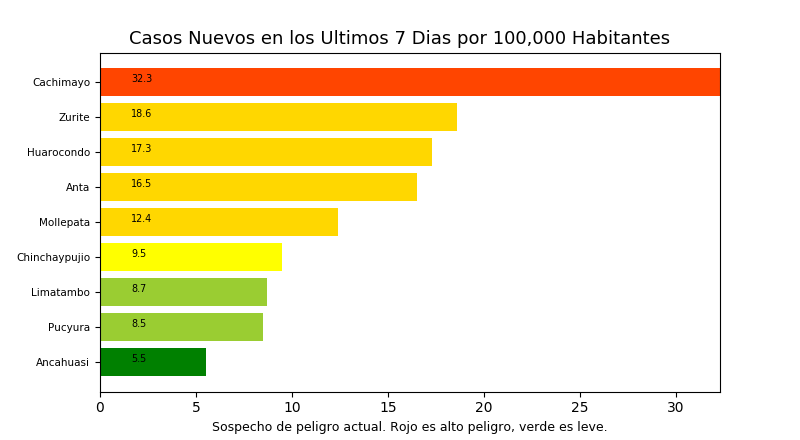 Casos Nuevos en los Ultimos 7 Dias por 100,000 Habitantes
Cachimayo 32.3
Zurite 18.6
Huarocondo 17.3
Anta 16.5
Mollepata 12.4
Chinchaypujio 9.5
Limatambo 8.7
Pucyura 8.5
Ancahuasi 5.5
0 5 10 15 20 25 30
Sospecho de peligro actual. Rojo es alto peligro, verde es leve.